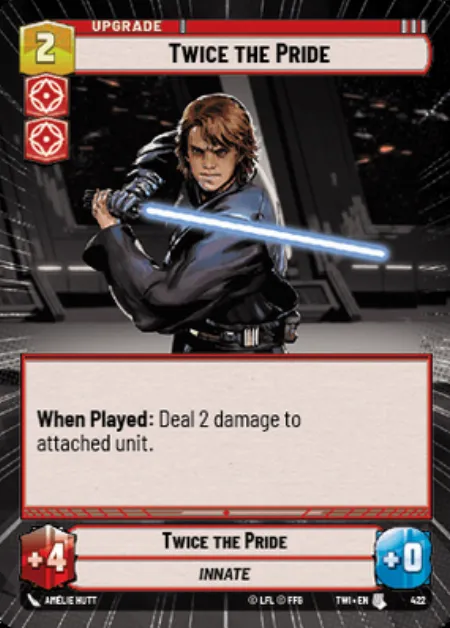 UPGRADE
2
TWICE THE PRIDE
When Played: Deal 2 damage to
attached unit.
+4
TWICE THE PRIDE
+0
INNATE
AMÉLIE HUTT
© LFL © FFG
TWI • EN
422